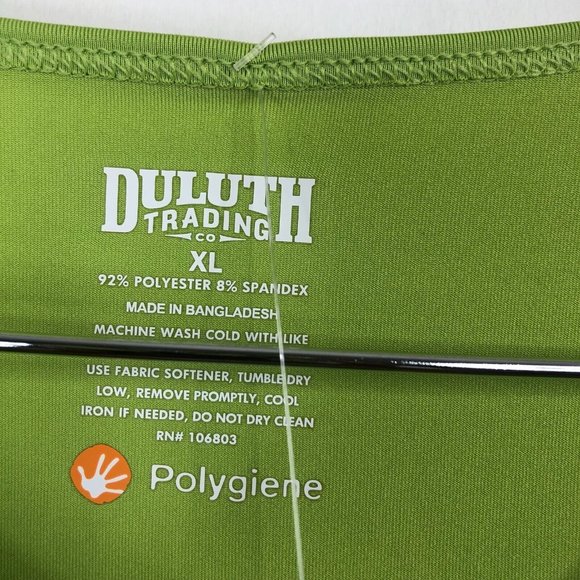 DULUTH
TRADING
CO
XL
92% POLYESTER 8% SPANDEX
MADE IN BANGLADESH
MACHINE WASH COLD WITH LIKE
USE FABRIC SOFTENER, TUMBLE DRY
LOW, REMOVE PROMPTLY, COOL
IRON IF NEEDED, DO NOT DRY CLEAN
RN# 106803
Polygiene